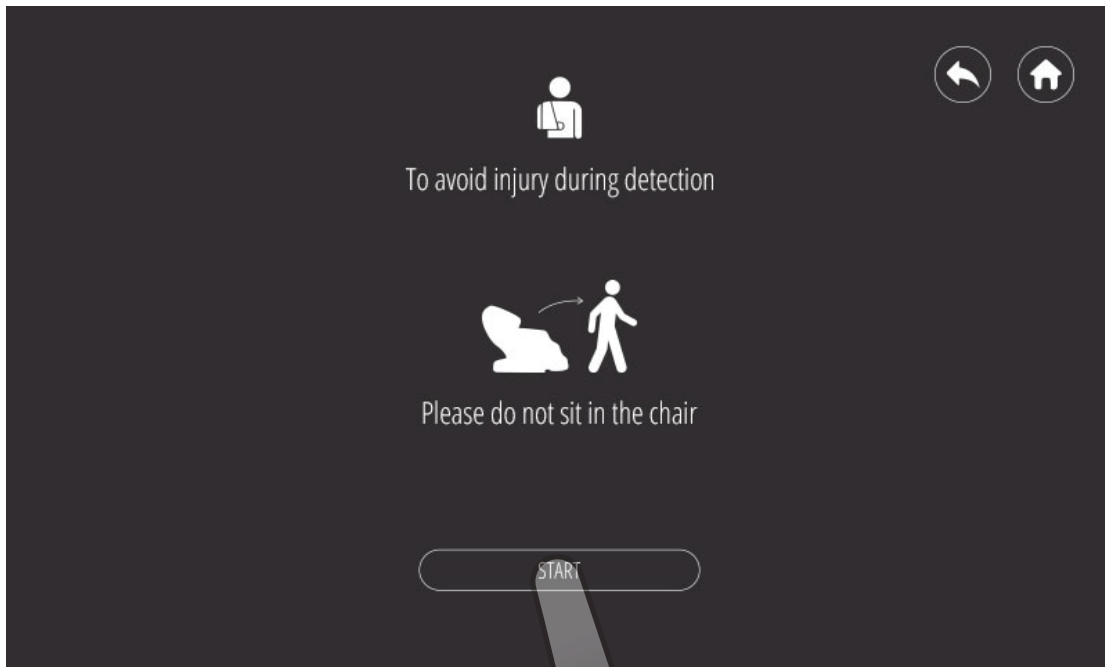 To avoid injury during detection
Please do not sit in the chair
START